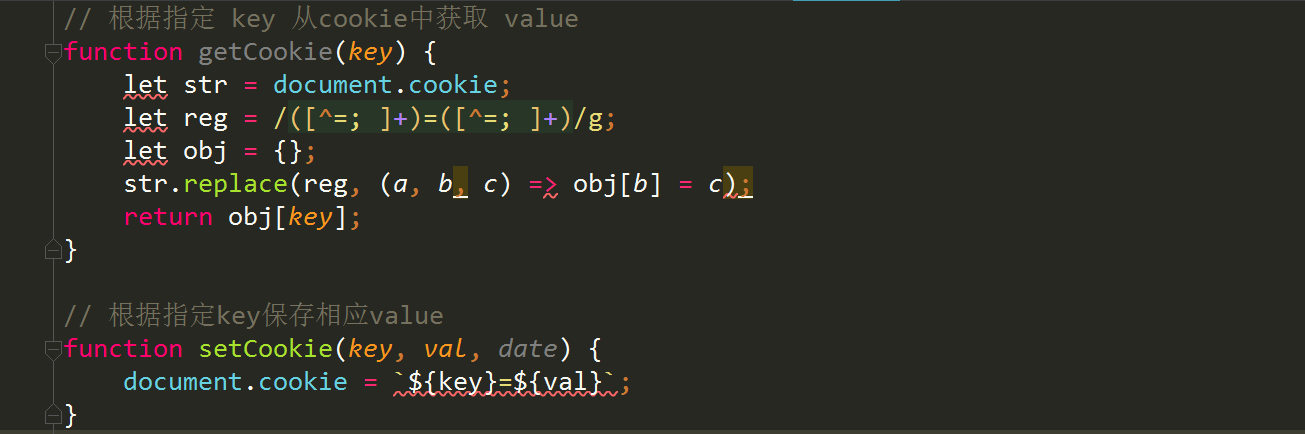 // 根据指定 key 从cookie中获取 value
function getCookie(key) {
    let str = document.cookie;
    let reg = /([^=; ]+)=([^=; ]+)/g;
    let obj = {};
    str.replace(reg, (a, b, c) => obj[b] = c);
    return obj[key];
}

// 根据指定key保存相应value
function setCookie(key, val, date) {
    document.cookie = `${key}=${val}`;
}